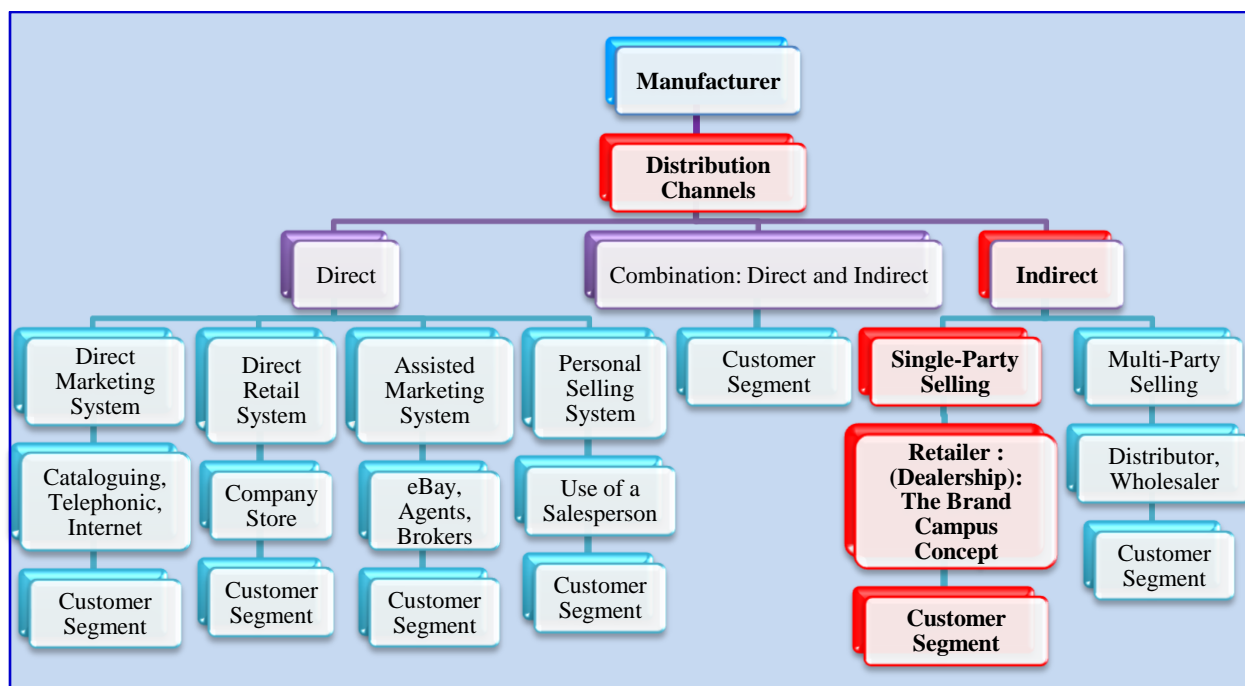 Manufacturer
Distribution
Channels
Direct
Combination: Direct and Indirect
Indirect
Direct
Marketing
System
Direct
Retail
System
Assisted
Marketing
System
Personal
Selling
System
Customer
Segment
Single-Party
Selling
Multi-Party
Selling
Cataloguing,
Telephonic,
Internet
Company
Store
eBay,
Agents,
Brokers
Use of a
Salesperson
Retailer :
(Dealership):
The Brand
Campus
Concept
Distributor,
Wholesaler
Customer
Segment
Customer
Segment
Customer
Segment
Customer
Segment
Customer
Segment
Customer
Segment